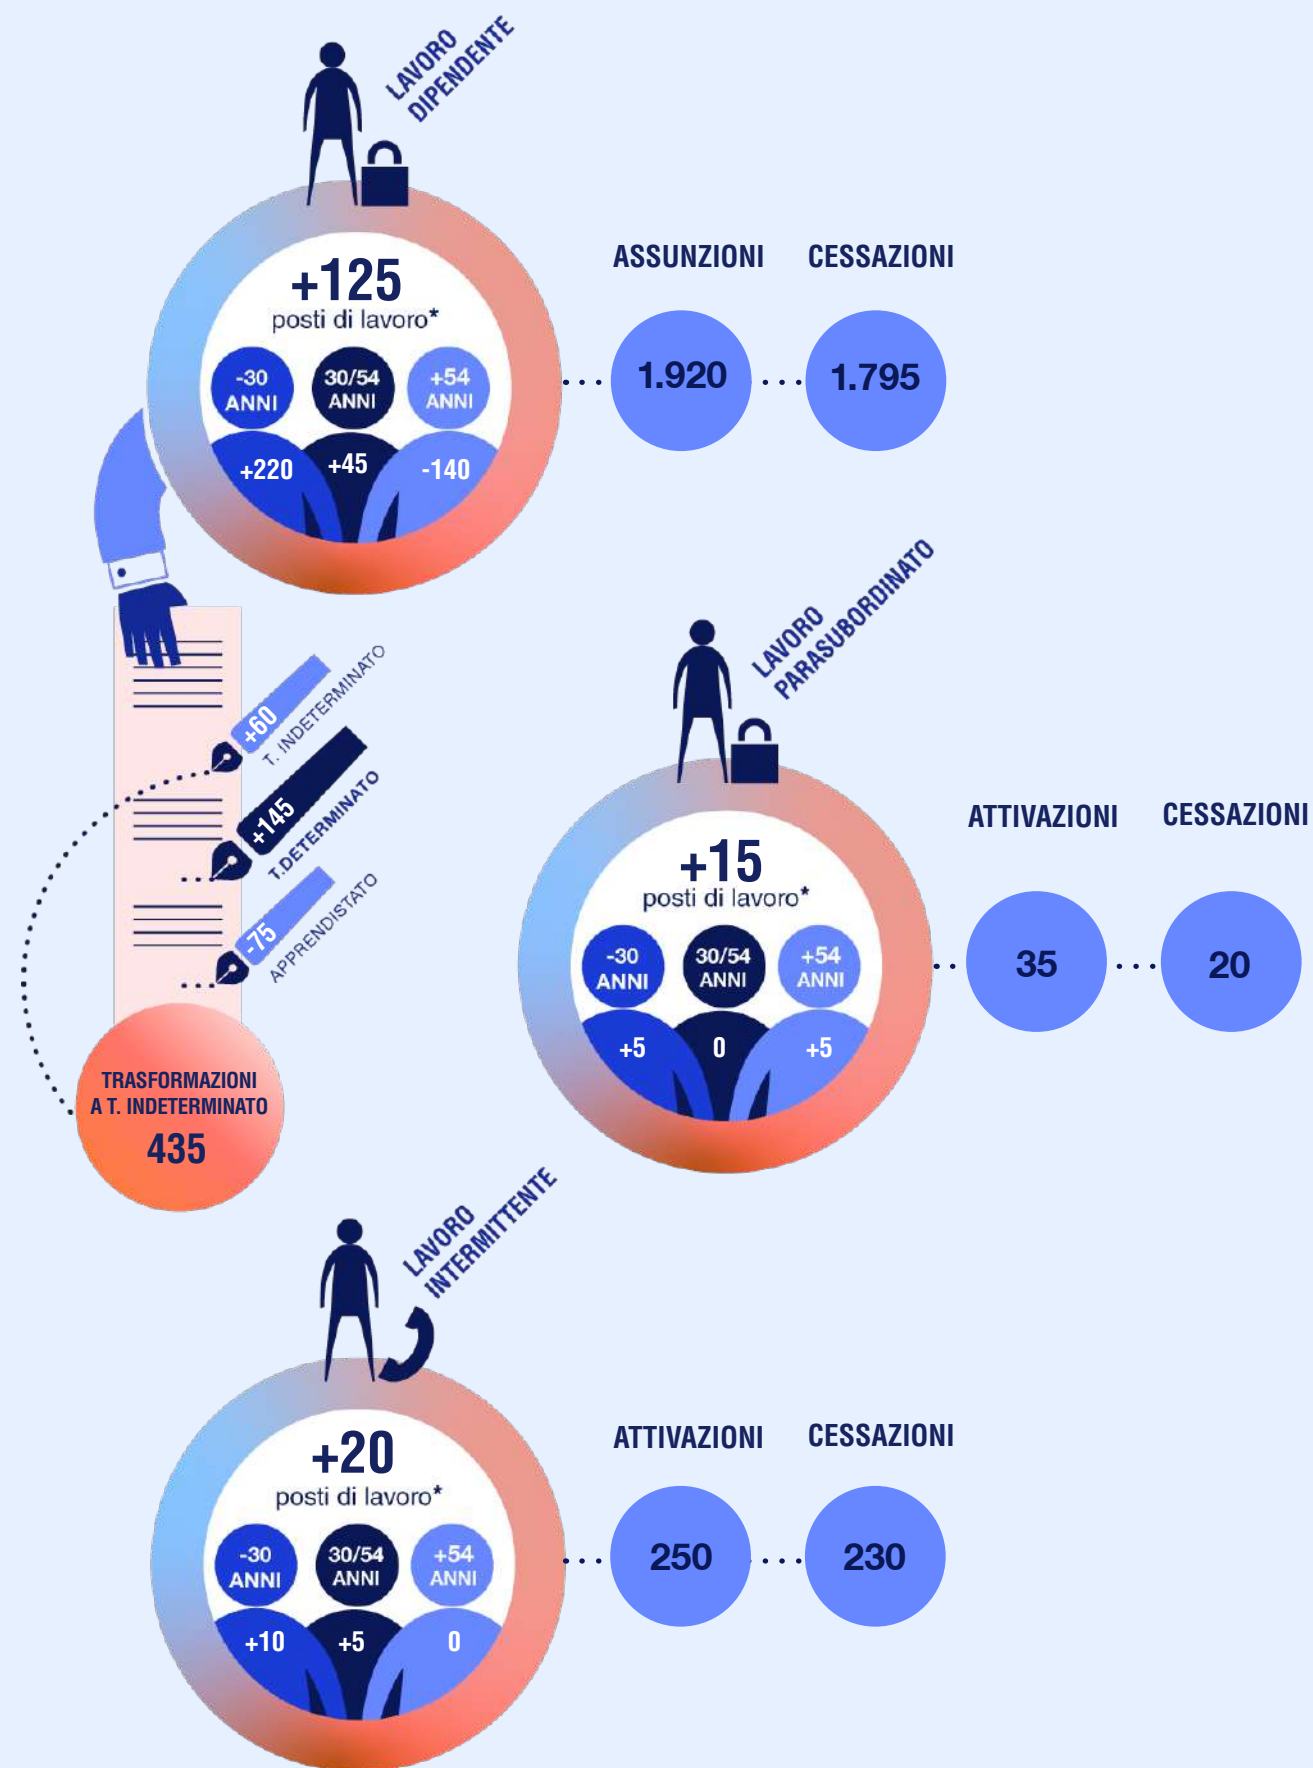 LAVORO
DIPENDENTE
+125
posti di lavoro*
-30
ANNI
30/54
ANNI
+54
ANNI
+220
+45
-140
ASSUNZIONI
CESSAZIONI
1.920
1.795
+60
T. INDETERMINATO
+145
T.DETERMINATO
-75
APPRENDISTATO
TRASFORMAZIONI
A T. INDETERMINATO
435
LAVORO
PARASUBORDINATO
+15
posti di lavoro*
-30
ANNI
30/54
ANNI
+54
ANNI
+5
0
+5
ATTIVAZIONI
CESSAZIONI
35
20
LAVORO
INTERMITTENTE
+20
posti di lavoro*
-30
ANNI
30/54
ANNI
+54
ANNI
+10
+5
0
ATTIVAZIONI
CESSAZIONI
250
230